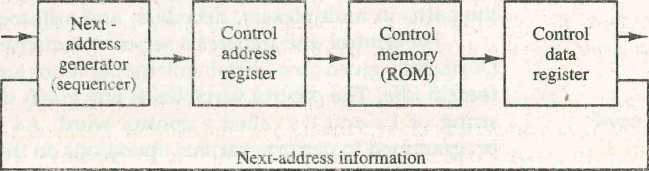 Next
address
generator
(sequencer)
Control
address
register
Control
memory
(ROM)
Control
data
register
Next-address information